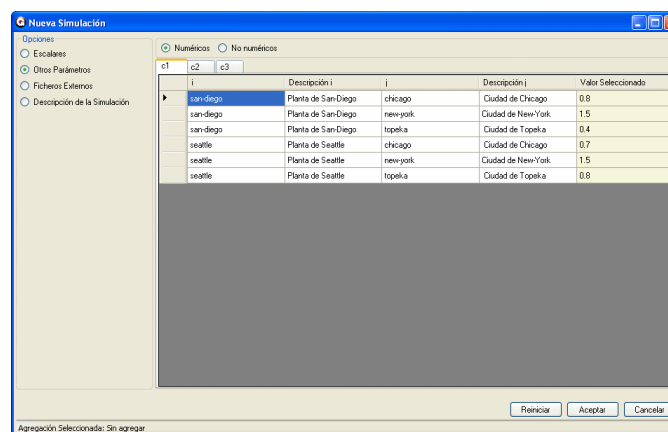 Nueva Simulación
Opciones
Escalares
Otros Parámetros
Ficheros Externos
Descripción de la Simulación
Numéricos No numéricos
c1 c2 c3
i Descripción i j Descripción j Valor Seleccionado
san-diego Planta de San-Diego chicago Ciudad de Chicago 0.8
san-diego Planta de San-Diego new-york Ciudad de New-York 1.5
san-diego Planta de San-Diego topeka Ciudad de Topeka 0.4
seattle Planta de Seattle chicago Ciudad de Chicago 0.7
seattle Planta de Seattle new-york Ciudad de New-York 1.5
seattle Planta de Seattle topeka Ciudad de Topeka 0.8
Reiniciar Aceptar Cancelar
Agregación Seleccionada: Sin agregar